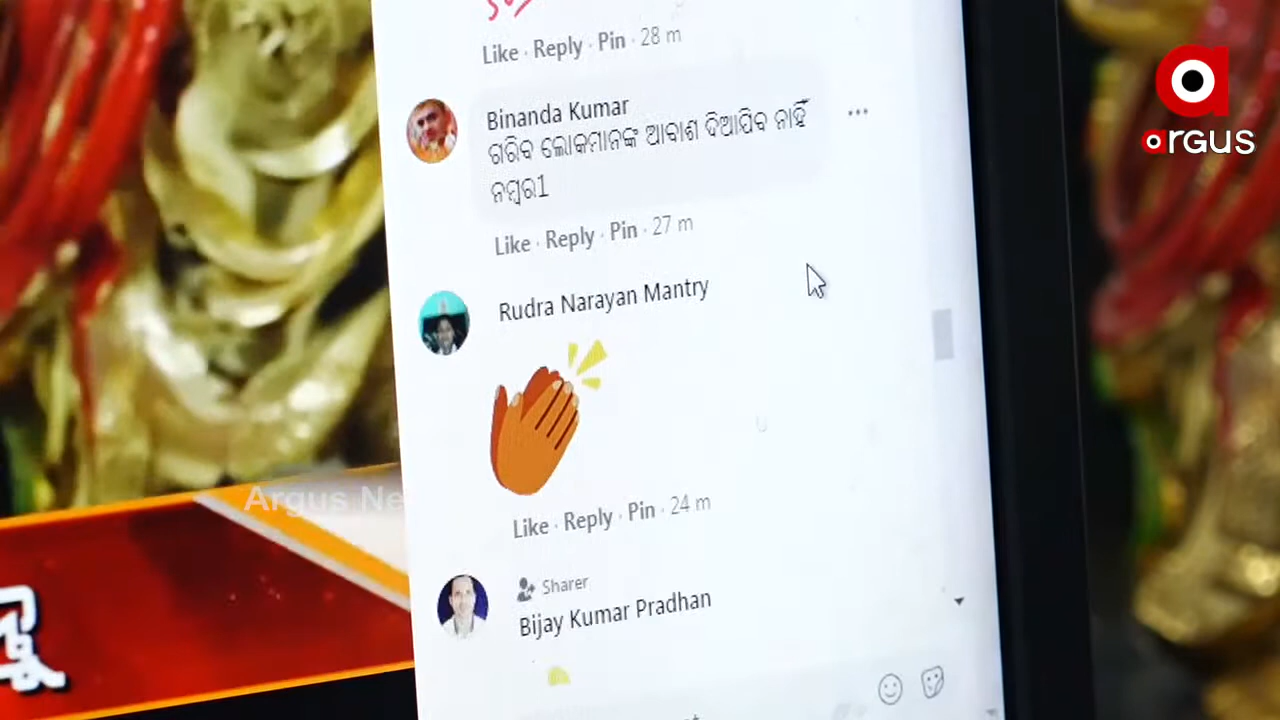 Like · Reply · Pin · 28 m
argus
Binanda Kumar
ଗରିବ ଲୋକମାନଙ୍କ ଆବାଶ ଦିଆଯିବ ନାହିଁ
ନମ୍ବର1
Like · Reply · Pin · 27 m
Rudra Narayan Mantry
Like · Reply · Pin · 24 m
Argus Ne
Sharer
Bijay Kumar Pradhan